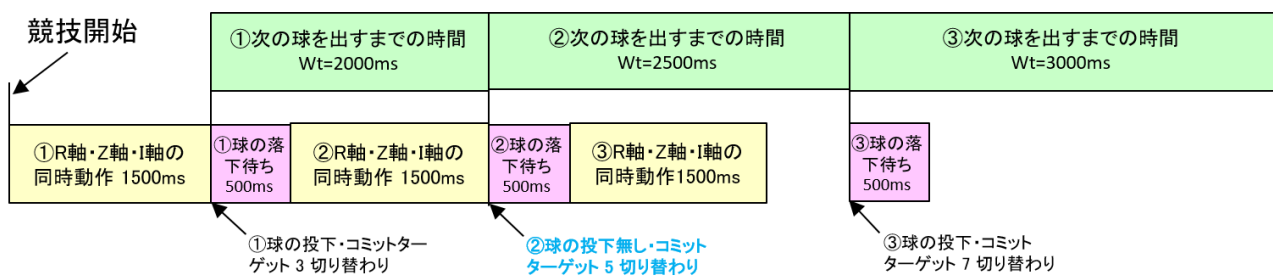 競技開始
①次の球を出すまでの時間
Wt=2000ms
②次の球を出すまでの時間
Wt=2500ms
③次の球を出すまでの時間
Wt=3000ms
①R軸・Z軸・I軸の
同時動作 1500ms
①球の落
下待ち
500ms
②R軸・Z軸・I軸の
同時動作 1500ms
②球の落
下待ち
500ms
③R軸・Z軸・I軸の
同時動作1500ms
③球の落
下待ち
500ms
①球の投下・コミットター
ゲット 3 切り替わり
②球の投下無し・コミット
ターゲット 5 切り替わり
③球の投下・コミット
ターゲット 7 切り替わり